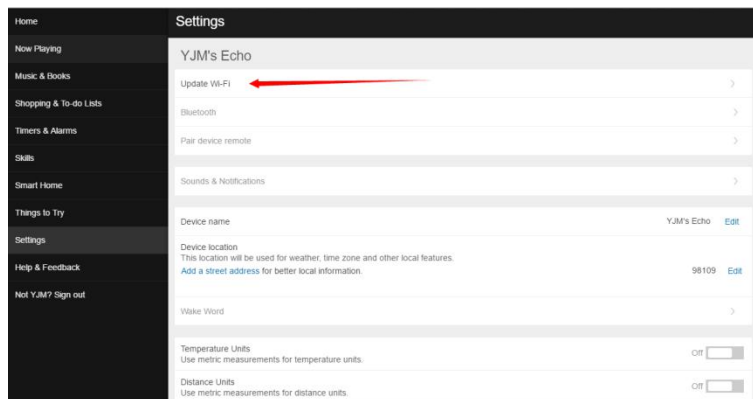 Home
Now Playing
Music & Books
Shopping & To-do Lists
Timers & Alarms
Skills
Smart Home
Things to Try
Settings
Help & Feedback
Not YJM? Sign out
Settings
YJM's Echo
Update Wi-Fi
Bluetooth
Pair device remote
Sounds & Notifications
Device name YJM's Echo Edit
Device location
This location will be used for weather, time zone and other local features.
Add a street address for better local information. 98109 Edit
Wake Word
Temperature Units
Use metric measurements for temperature units. Off
Distance Units
Use metric measurements for distance units. Off